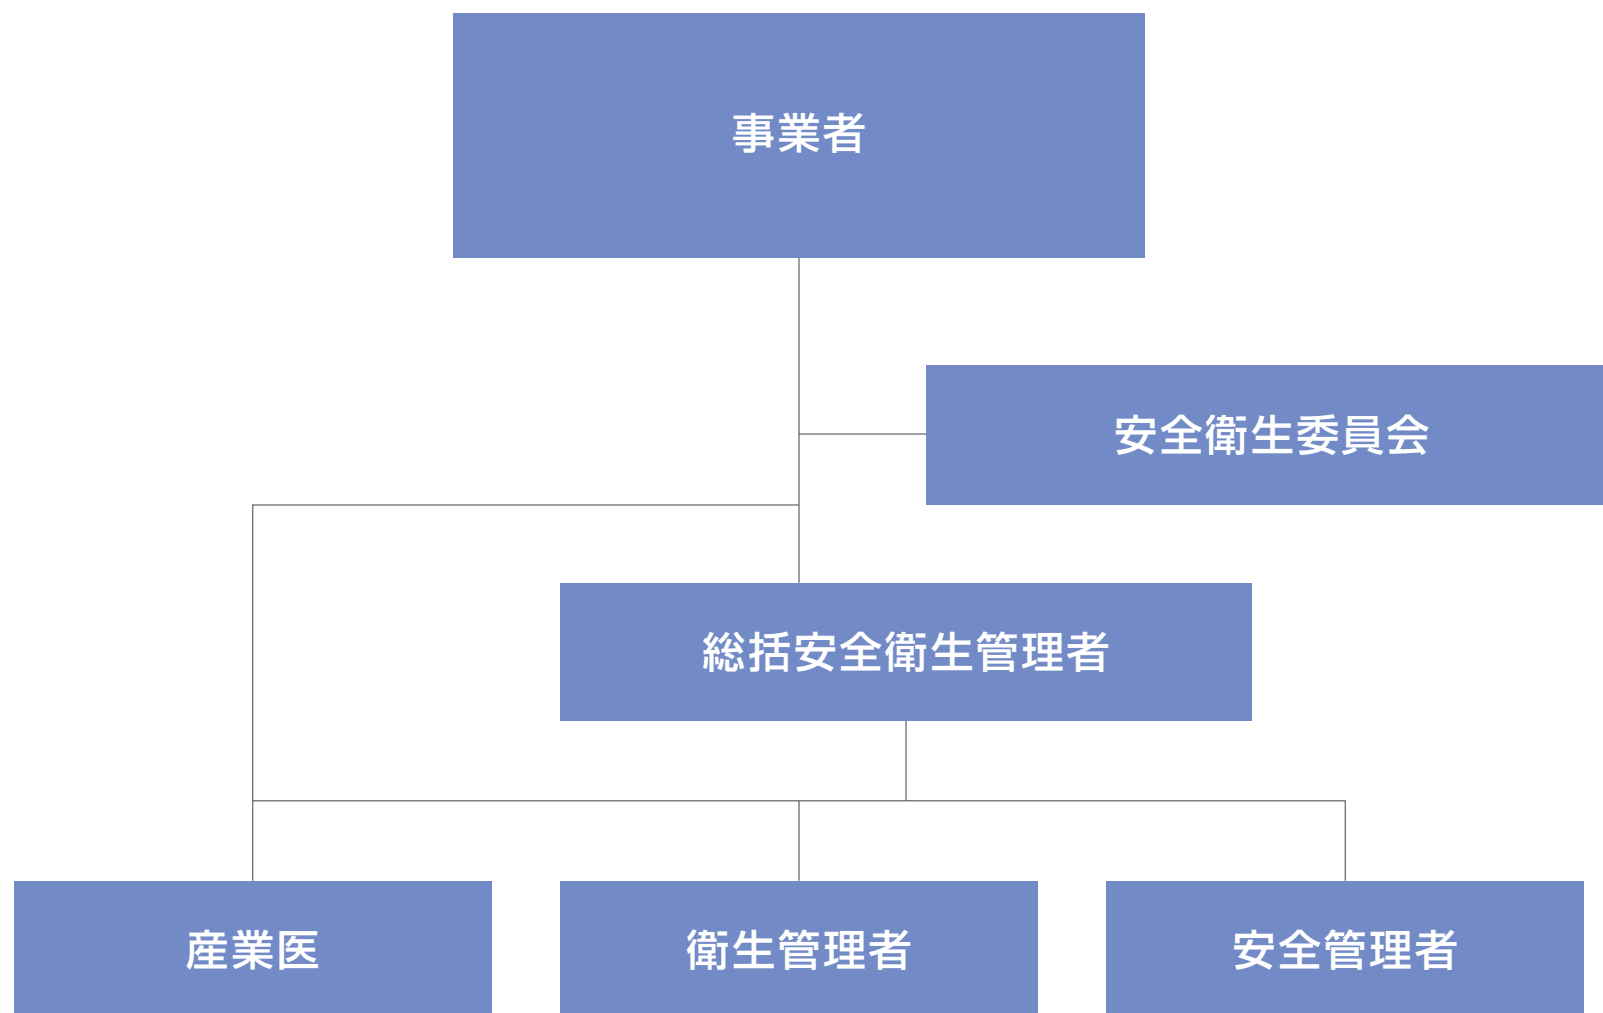 事業者
安全衛生委員会
総括安全衛生管理者
産業医
衛生管理者
安全管理者